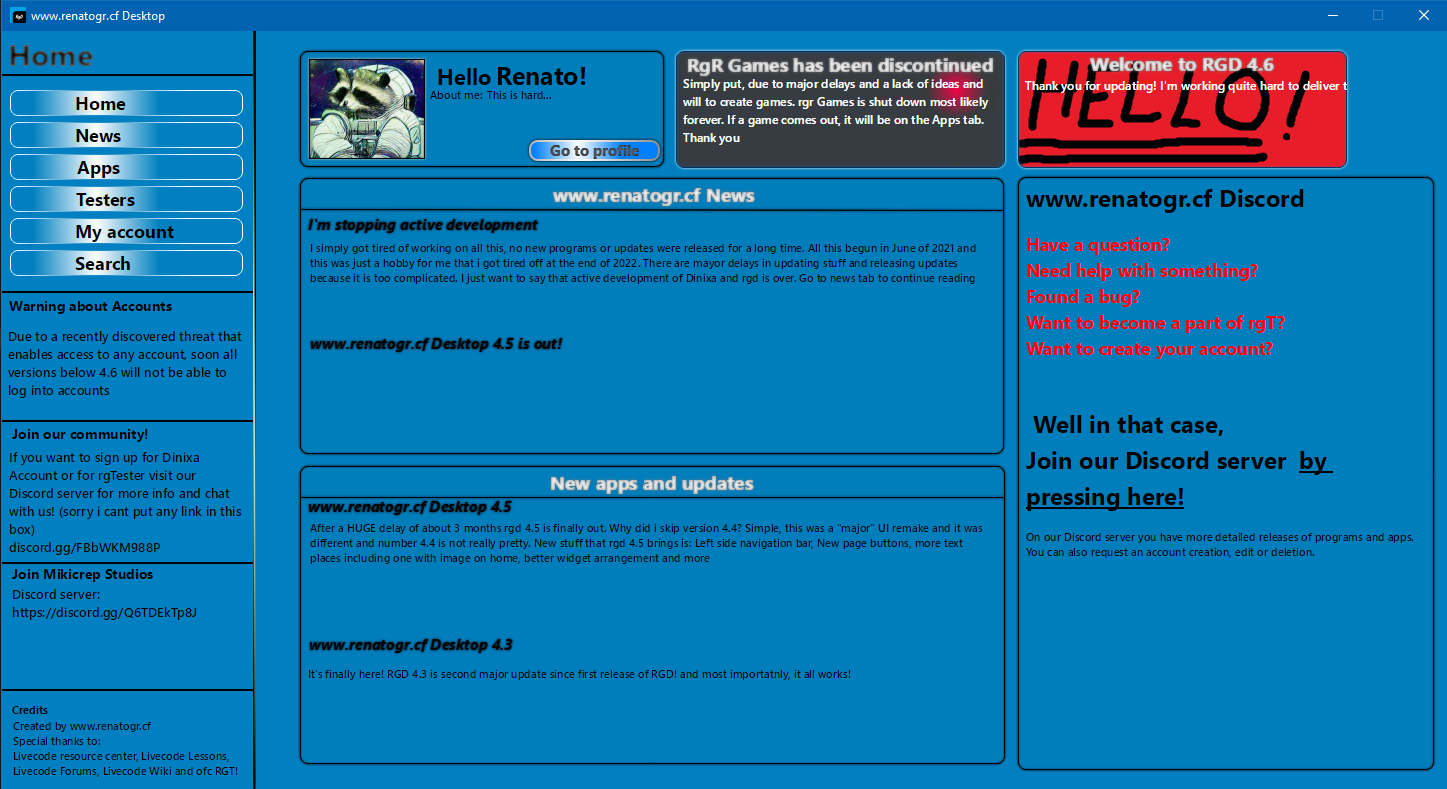 www.renatogr.cf Desktop
Home
Home
News
Apps
Testers
My account
Search
Warning about Accounts
Due to a recently discovered threat that
enables access to any account, soon all
versions below 4.6 will not be able to
log into accounts
Join our community!
If you want to sign up for Dinixa
Account or for rgTester visit our
Discord server for more info and chat
with us! (sorry i cant put any link in this
box)
discord.gg/FBbWKM988P
Join Mikicrep Studios
Discord server:
https://discord.gg/Q6TDEkTp8J
Credits
Created by www.renatogr.cf
Special thanks to:
Livecode resource center, Livecode Lessons,
Livecode Forums, Livecode Wiki and ofc RGT!
Hello Renato!
About me: This is hard...
Go to profile
RgR Games has been discontinued
Simply put, due to major delays and a lack of ideas and
will to create games. rgr Games is shut down most likely
forever. If a game comes out, it will be on the Apps tab.
Thank you
Welcome to RGD 4.6
Thank you for updating! I'm working quite hard to deliver t
HELLO!
www.renatogr.cf News
I'm stopping active development
I simply got tired of working on all this, no new programs or updates were released for a long time. All this begun in June of 2021 and
this was just a hobby for me that i got tired off at the end of 2022. There are mayor delays in updating stuff and releasing updates
because it is too complicated. I just want to say that active development of Dinixa and rgd is over. Go to news tab to continue reading
www.renatogr.cf Desktop 4.5 is out!
New apps and updates
www.renatogr.cf Desktop 4.5
After a HUGE delay of about 3 months rgd 4.5 is finally out. Why did i skip version 4.4? Simple, this was a "major" UI remake and it was
different and number 4.4 is not really pretty. New stuff that rgd 4.5 brings is: Left side navigation bar, New page buttons, more text
places including one with image on home, better widget arrangement and more
www.renatogr.cf Desktop 4.3
It's finally here! RGD 4.3 is second major update since first release of RGD! and most importatnly, it all works!
www.renatogr.cf Discord
Have a question?
Need help with something?
Found a bug?
Want to become a part of rgT?
Want to create your account?
Well in that case,
Join our Discord server by
pressing here!
On our Discord server you have more detailed releases of programs and apps.
You can also request an account creation, edit or deletion.